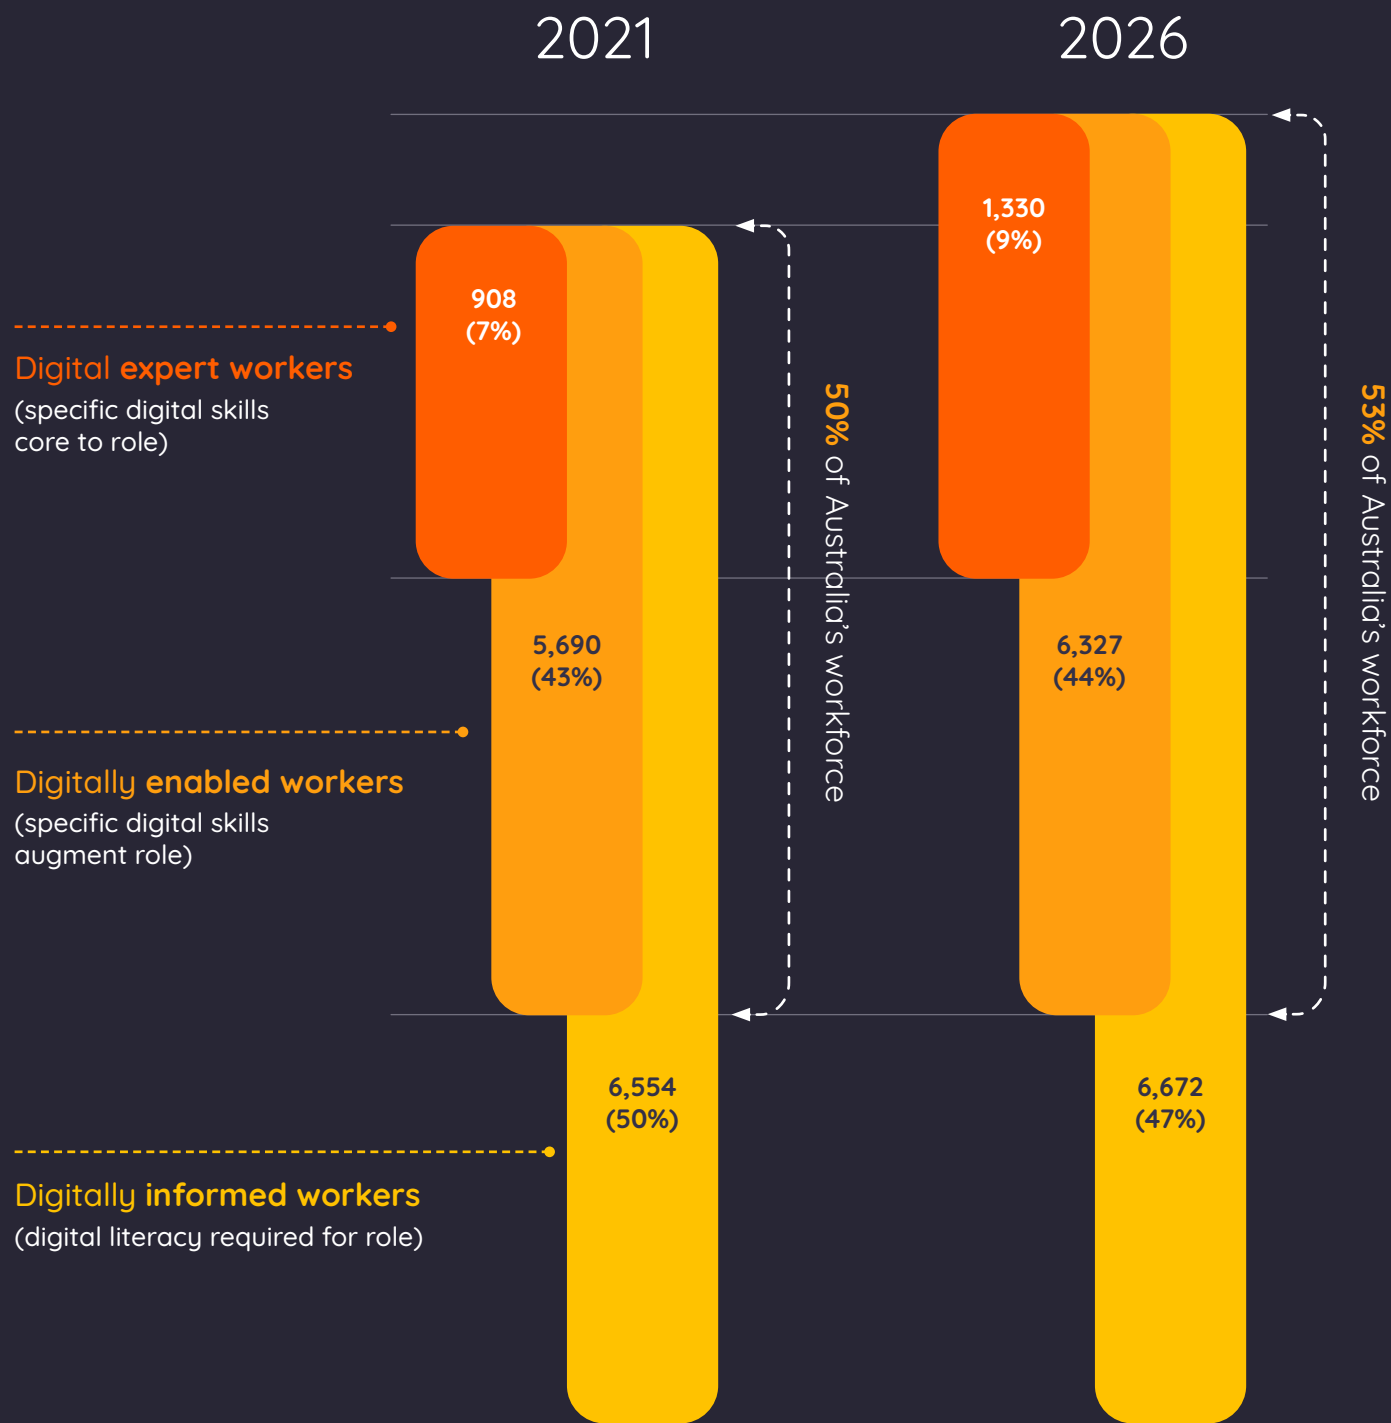 2021
2026
1,330
(9%)
908
(7%)
Digital expert workers
(specific digital skills
core to role)
50% of Australia's workforce
53% of Australia's workforce
5,690
(43%)
6,327
(44%)
Digitally enabled workers
(specific digital skills
augment role)
6,554
(50%)
6,672
(47%)
Digitally informed workers
(digital literacy required for role)